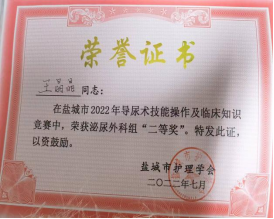 荣誉证书
王晶晶同志：
在盐城市2022年导尿术技能操作及临床知识
竞赛中，荣获泌尿外科组“二等奖”。特发此证，
以资鼓励。
盐城市护理学会
二〇二二年七月